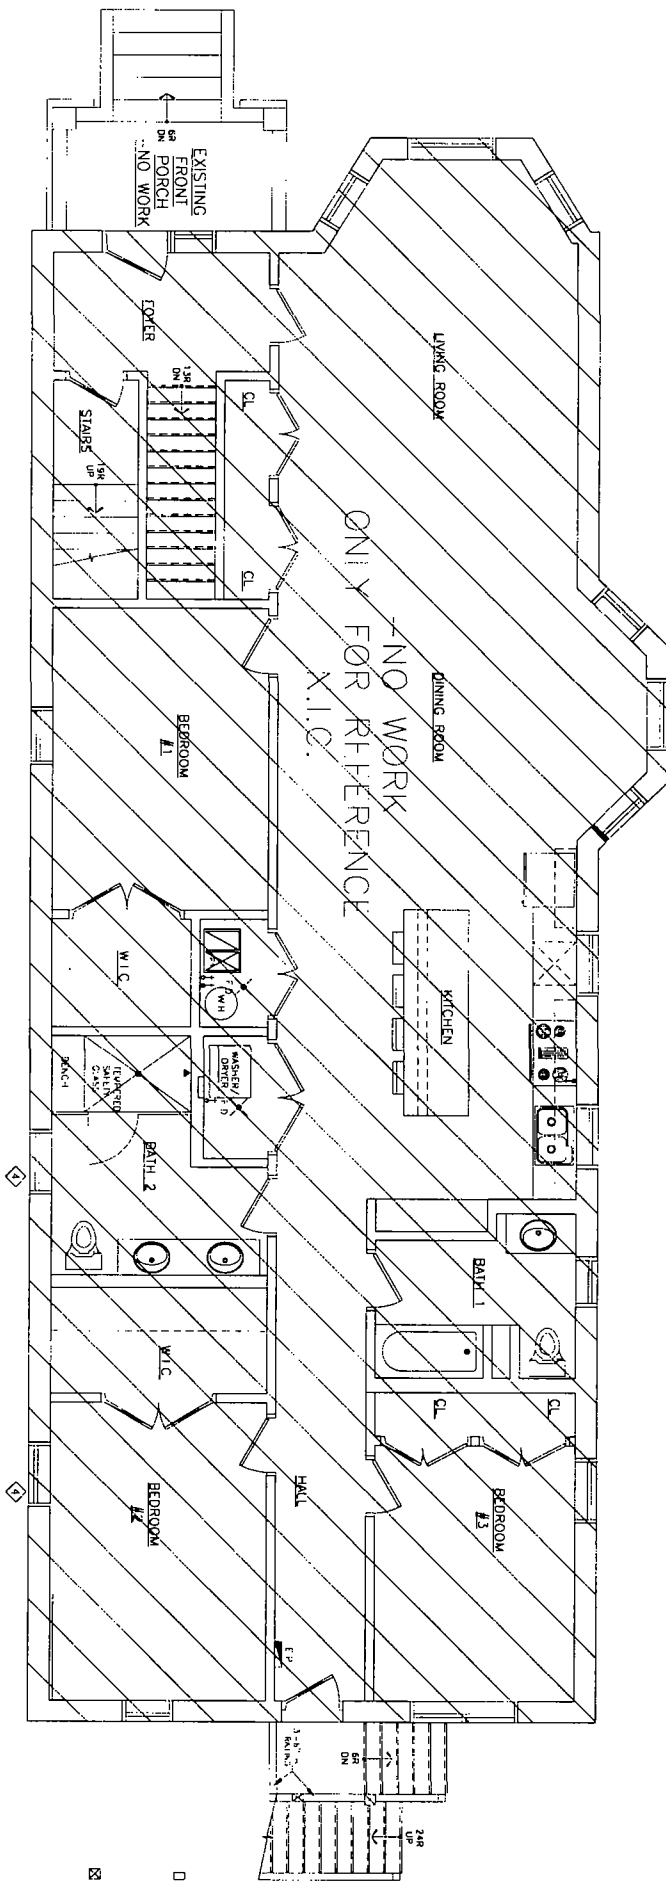 EXISTING
FRONT
PORCH
-NO WORK
6R
DN
FOYER
LIVING ROOM
13R
DN
CL
STAIRS
19R
UP
CL
--NO WORK
ONLY FOR REFERENCE
N.I.C.
DINING ROOM
BEDROOM
#1
W.I.C
F
F D
WH
KITCHEN
WASHER/
DRYER
F D
TEMPERED
SAFETY
GLASS
BENCH
BATH 2
4
BATH 1
W.I.C
CL
CL
HALL
BEDROOM
#2
BEDROOM
#3
4
E P
6R
DN
24R
UP